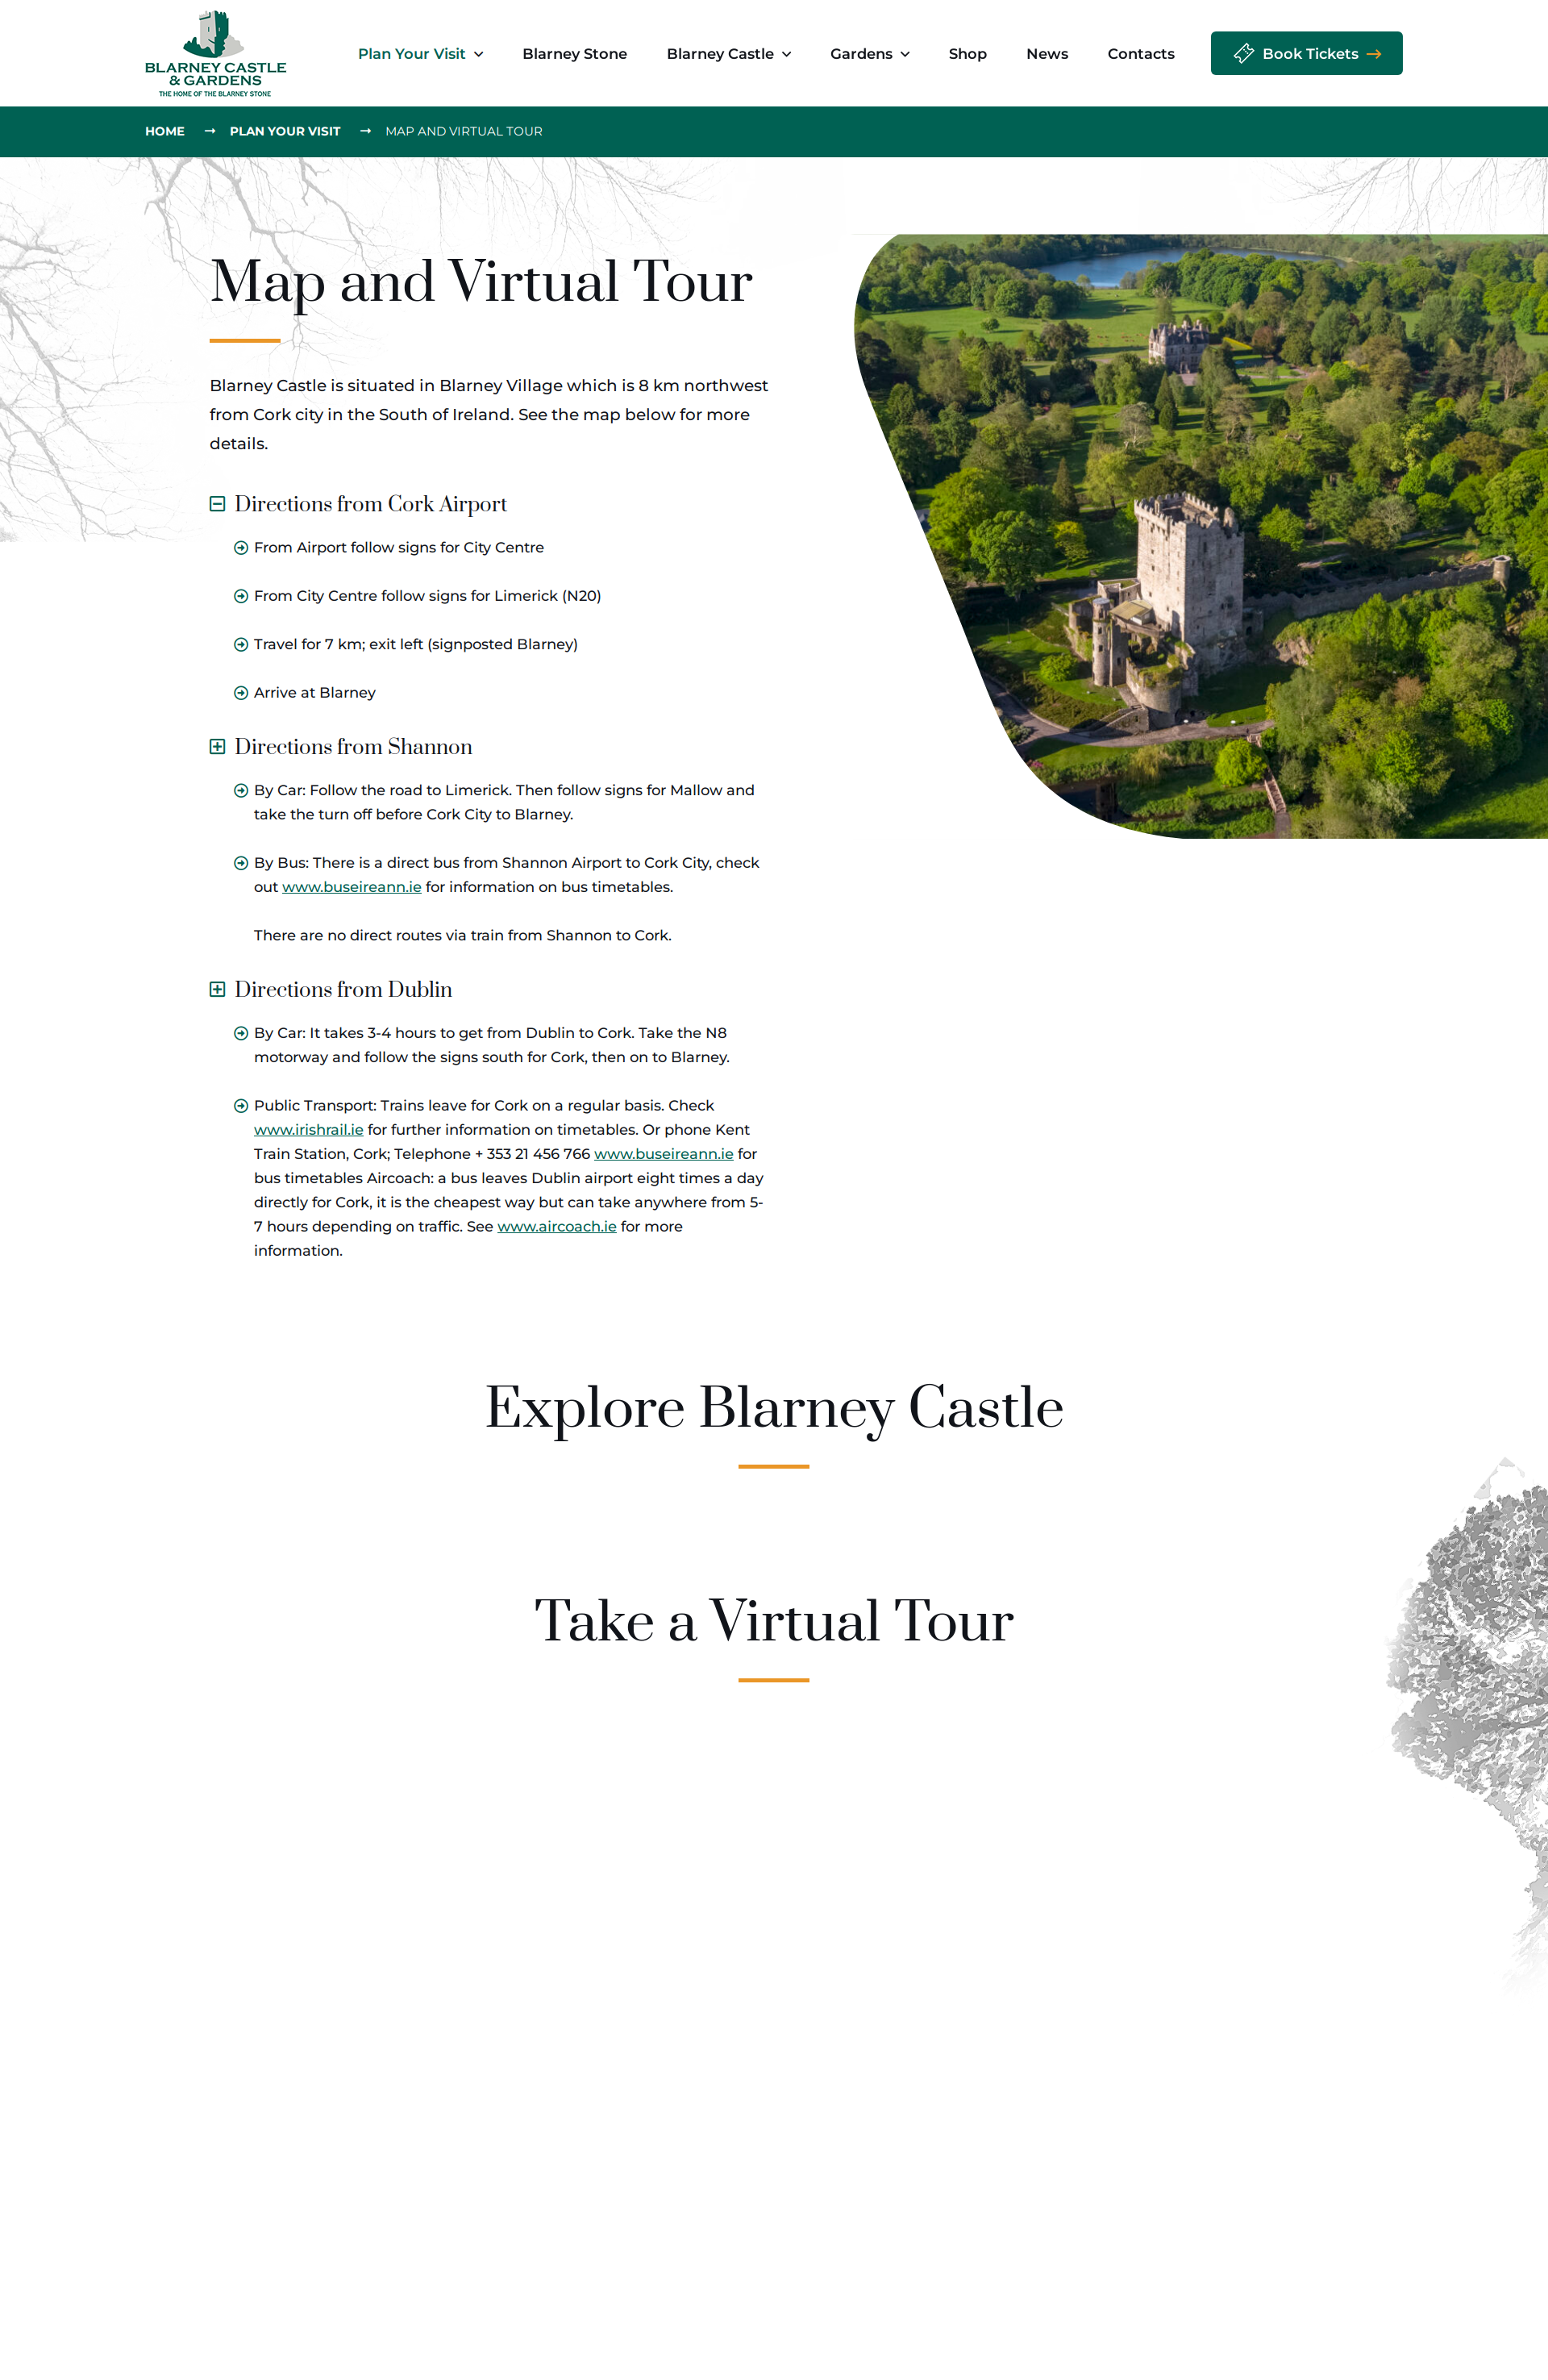 BLARNEY CASTLE
& GARDENS
THE HOME OF THE BLARNEY STONE
Plan Your Visit
Blarney Stone
Blarney Castle
Gardens
Shop
News
Contacts
Book Tickets
HOME
PLAN YOUR VISIT
MAP AND VIRTUAL TOUR
Map and Virtual Tour
Blarney Castle is situated in Blarney Village which is 8 km northwest
from Cork city in the South of Ireland. See the map below for more
details.
Directions from Cork Airport
From Airport follow signs for City Centre
From City Centre follow signs for Limerick (N20)
Travel for 7 km; exit left (signposted Blarney)
Arrive at Blarney
Directions from Shannon
By Car: Follow the road to Limerick. Then follow signs for Mallow and
take the turn off before Cork City to Blarney.
By Bus: There is a direct bus from Shannon Airport to Cork City, check
out www.buseireann.ie for information on bus timetables.
There are no direct routes via train from Shannon to Cork.
Directions from Dublin
By Car: It takes 3-4 hours to get from Dublin to Cork. Take the N8
motorway and follow the signs south for Cork, then on to Blarney.
Public Transport: Trains leave for Cork on a regular basis. Check
www.irishrail.ie for further information on timetables. Or phone Kent
Train Station, Cork; Telephone + 353 21 456 766 www.buseireann.ie for
bus timetables Aircoach: a bus leaves Dublin airport eight times a day
directly for Cork, it is the cheapest way but can take anywhere from 5-
7 hours depending on traffic. See www.aircoach.ie for more
information.
Explore Blarney Castle
Take a Virtual Tour